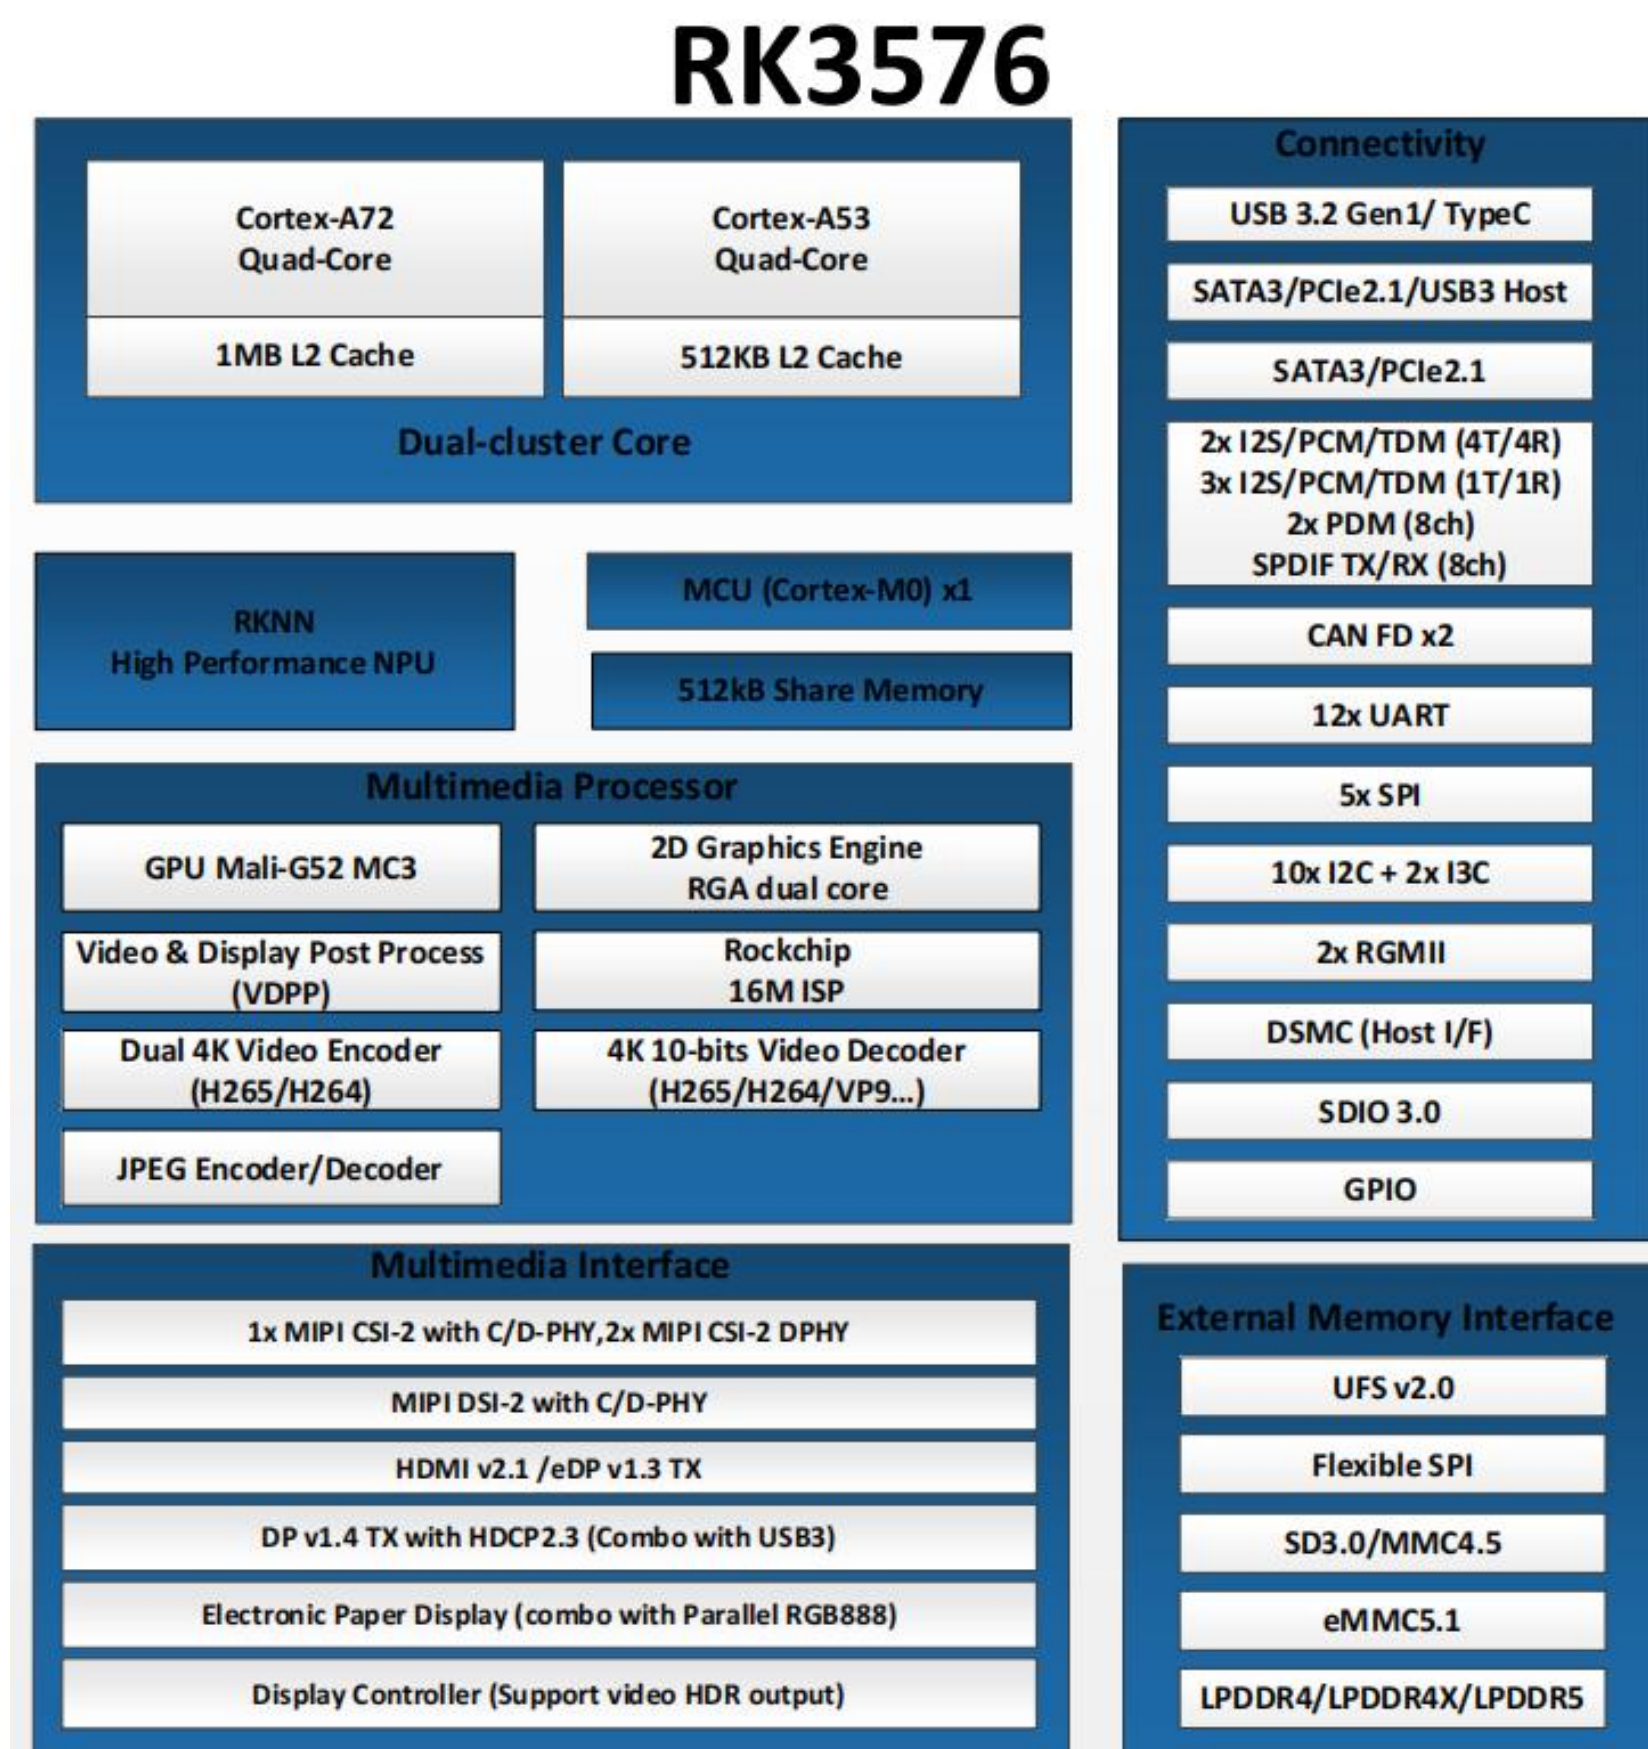 RK3576
Cortex-A72
Quad-Core
1MB L2 Cache
Cortex-A53
Quad-Core
512KB L2 Cache
Dual-cluster Core
RKNN
High Performance NPU
MCU (Cortex-M0) x1
512kB Share Memory
Multimedia Processor
GPU Mali-G52 MC3
2D Graphics Engine
RGA dual core
Video & Display Post Process
(VDPP)
Rockchip
16M ISP
Dual 4K Video Encoder
(H265/H264)
4K 10-bits Video Decoder
(H265/H264/VP9...)
JPEG Encoder/Decoder
Multimedia Interface
1x MIPI CSI-2 with C/D-PHY,2x MIPI CSI-2 DPHY
MIPI DSI-2 with C/D-PHY
HDMI v2.1 /eDP v1.3 TX
DP v1.4 TX with HDCP2.3 (Combo with USB3)
Electronic Paper Display (combo with Parallel RGB888)
Display Controller (Support video HDR output)
Connectivity
USB 3.2 Gen1/ TypeC
SATA3/PCIe2.1/USB3 Host
SATA3/PCIe2.1
2x I2S/PCM/TDM (4T/4R)
3x I2S/PCM/TDM (1T/1R)
2x PDM (8ch)
SPDIF TX/RX (8ch)
CAN FD x2
12x UART
5x SPI
10x I2C + 2x I3C
2x RGMII
DSMC (Host I/F)
SDIO 3.0
GPIO
External Memory Interface
UFS v2.0
Flexible SPI
SD3.0/MMC4.5
eMMC5.1
LPDDR4/LPDDR4X/LPDDR5